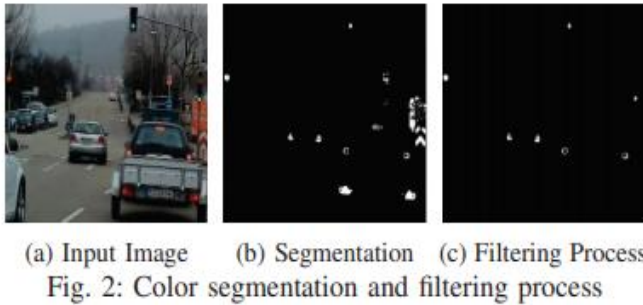 (a) Input Image (b) Segmentation (c) Filtering Process
Fig. 2: Color segmentation and filtering process